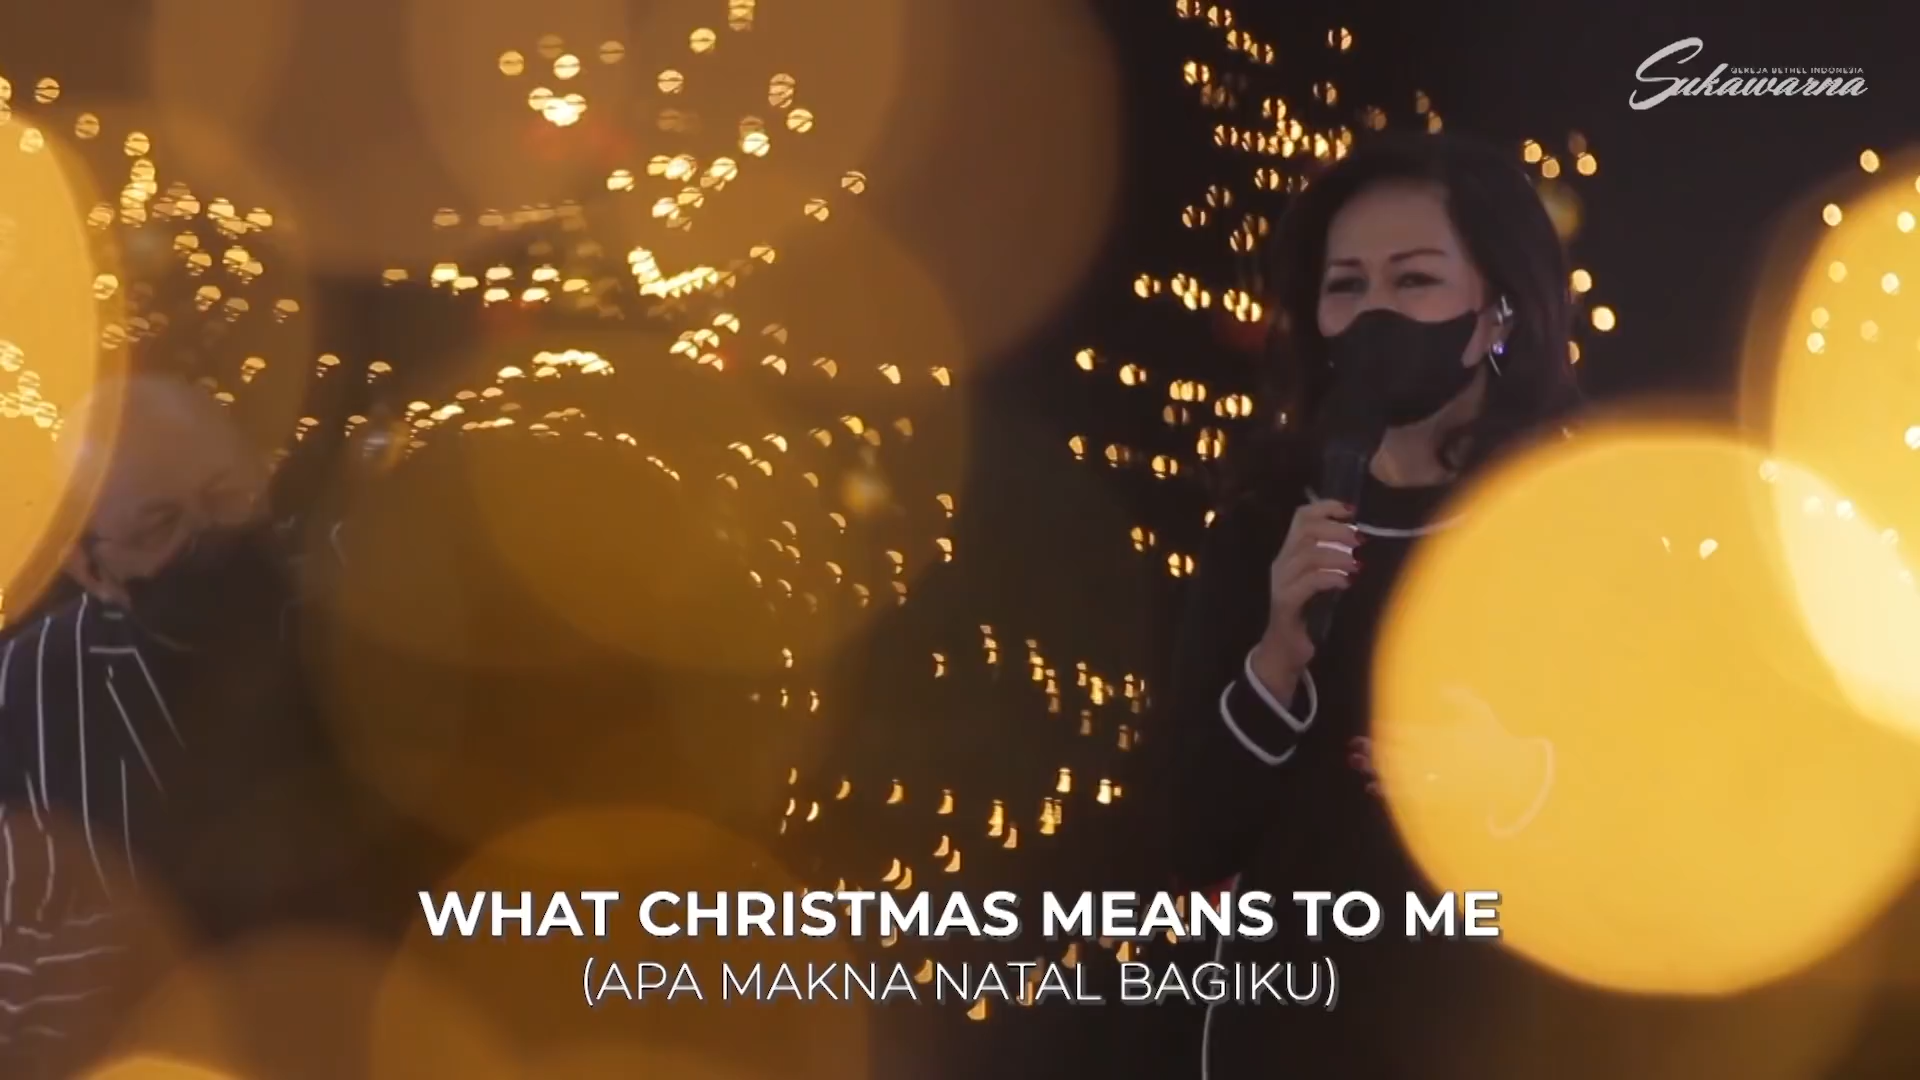 GEREJA BETHEL INDONESIA
Sukawarna
WHAT CHRISTMAS MEANS TO ME
(APA MAKNA NATAL BAGIKU)